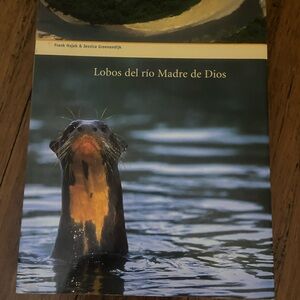 Frank Hajek & Jessica Groenendijk
Lobos del río Madre de Dios